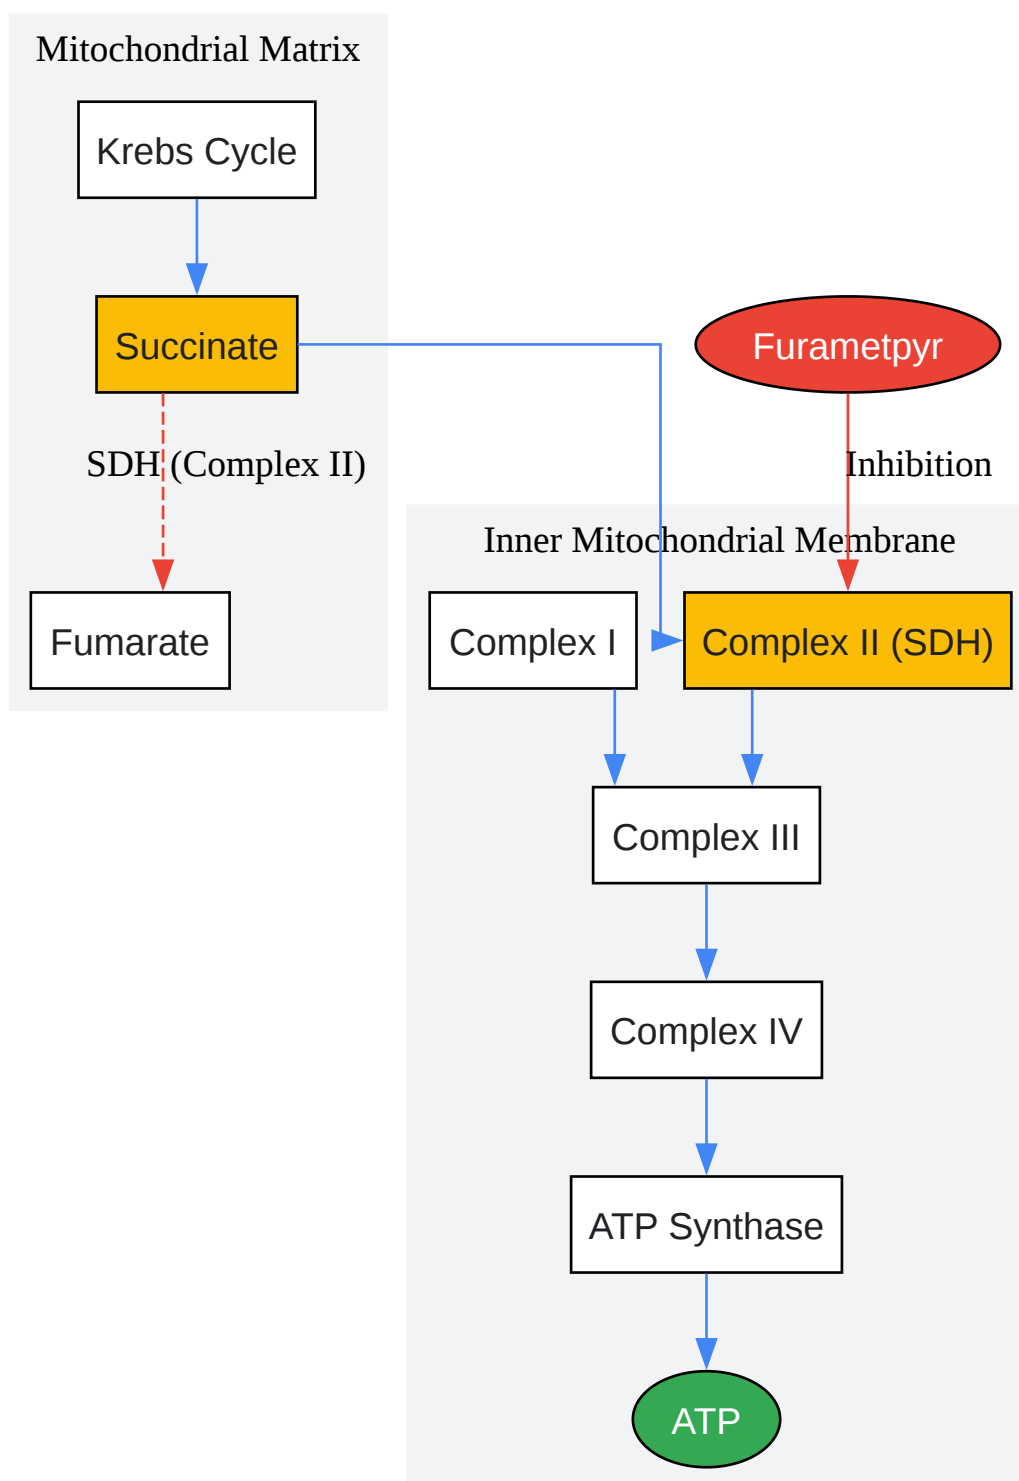 Mitochondrial Matrix
Krebs Cycle
Succinate
Furametpyr
SDH (Complex II)
Inhibition
Inner Mitochondrial Membrane
Fumarate
Complex I
Complex II (SDH)
Complex III
Complex IV
ATP Synthase
ATP